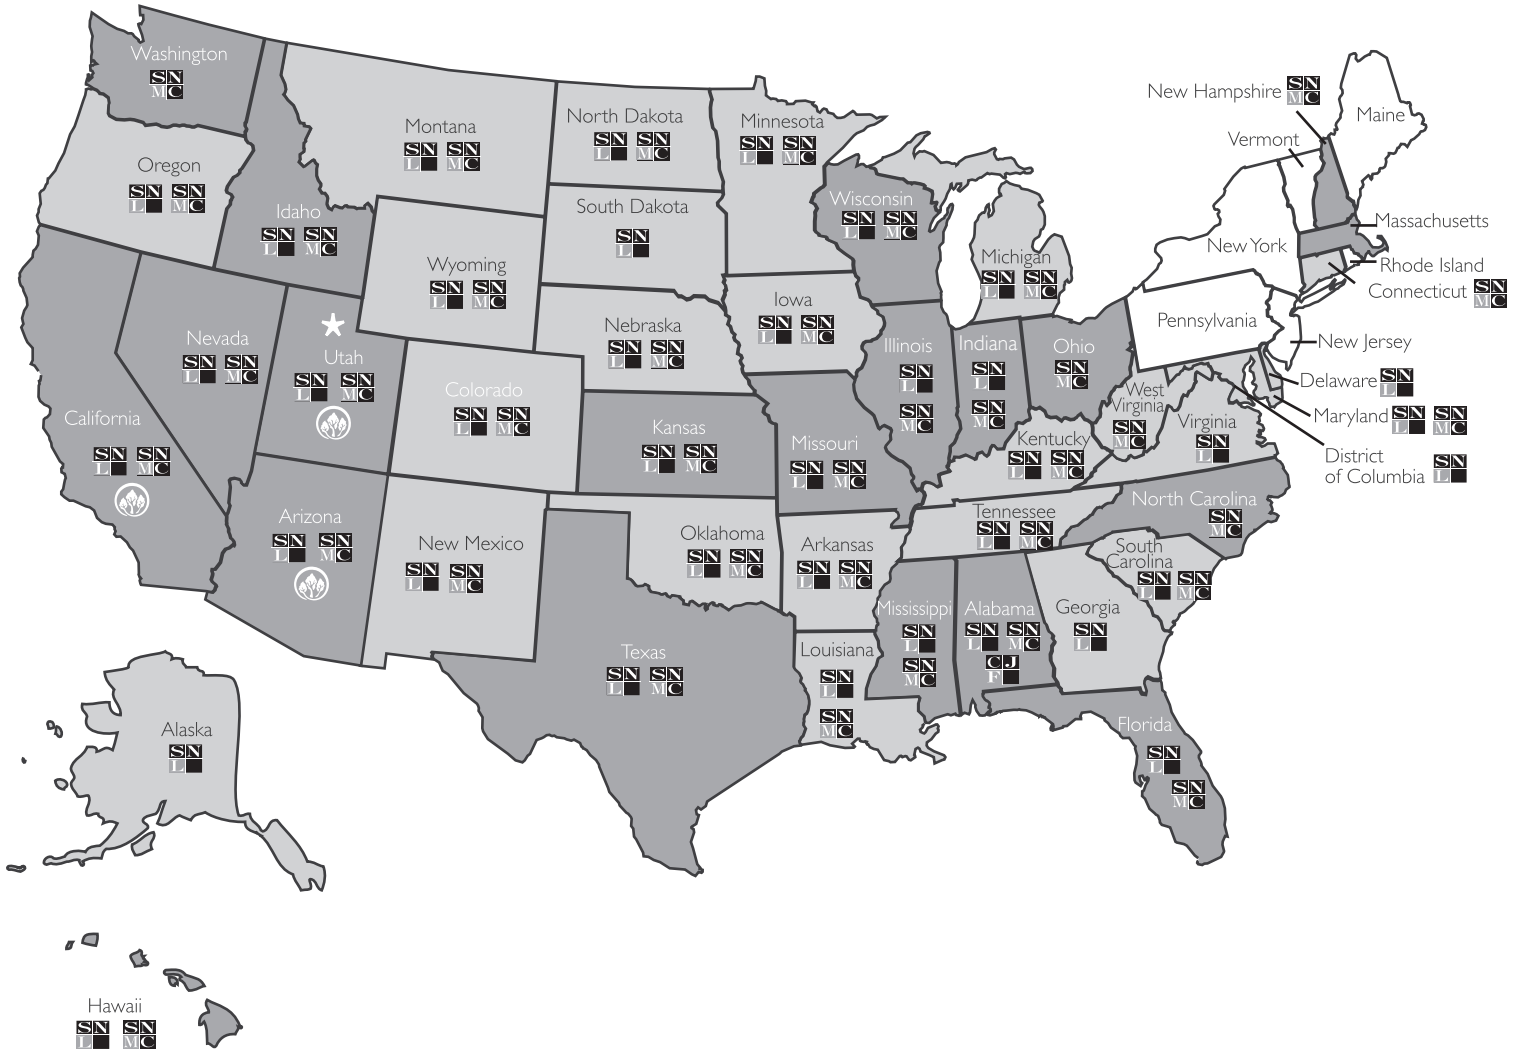 Washington
SN
MC
Oregon
SN SN
L MC
Idaho
SN SN
L MC
Montana
SN SN
L MC
North Dakota
SN SN
L MC
Minnesota
SN SN
L MC
South Dakota
SN
L
Wyoming
SN SN
L MC
Wisconsin
SN SN
L MC
Michigan
SN SN
L MC
New Hampshire SN
MC
Vermont
Maine
New York
Massachusetts
Rhode Island
Connecticut SN
MC
Pennsylvania
New Jersey
Delaware SN
L
Maryland SN SN
L MC
District
of Columbia
SN
L
Nevada
SN SN
L MC
Utah
SN SN
L MC
California
SN SN
L MC
Colorado
SN SN
L MC
Nebraska
SN SN
L MC
Iowa
SN SN
L MC
Illinois
SN
L
SN
MC
Indiana
SN
L
SN
MC
Ohio
SN
MC
West
Virginia
SN
MC
Virginia
SN
L
Kentucky
SN SN
L MC
Kansas
SN SN
L MC
Missouri
SN SN
L MC
Arizona
SN SN
L MC
New Mexico
SN SN
L MC
Oklahoma
SN SN
L MC
Arkansas
SN SN
L MC
Tennessee
SN SN
L MC
North Carolina
SN
MC
South
Carolina
SN SN
L MC
Mississippi
SN
L
SN
MC
Alabama
SN SN
L MC
CJ
F
Georgia
SN
L
Texas
SN SN
L MC
Louisiana
SN
L
SN
MC
Florida
SN
L
SN
MC
Alaska
SN
L
Hawaii
SN SN
L MC